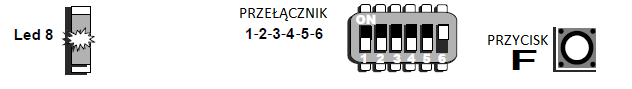 Led 8
PRZEŁĄCZNIK
1-2-3-4-5-6
ON
1 2 3 4 5 6
PRZYCISK
F